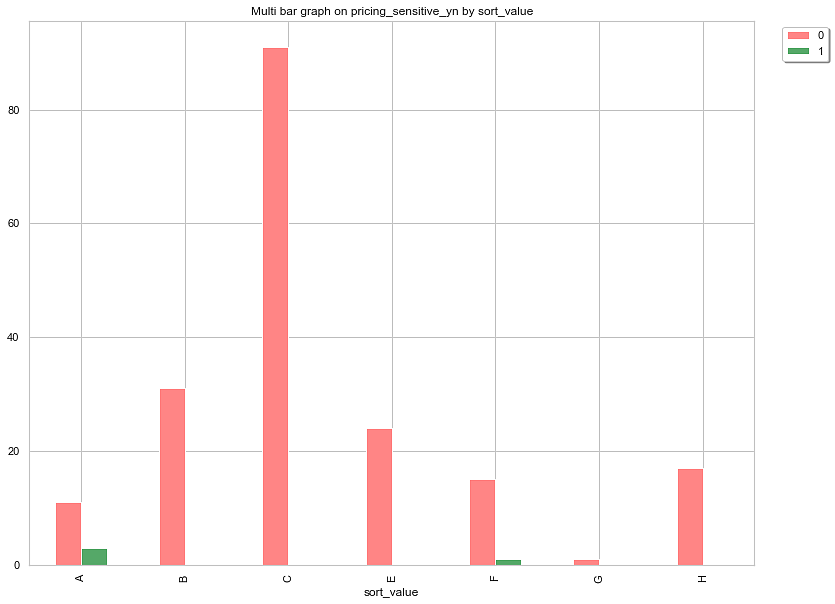 Multi bar graph on pricing_sensitive_yn by sort_value
0
1
80
60
40
20
0
A
B
C
E
F
G
H
sort_value